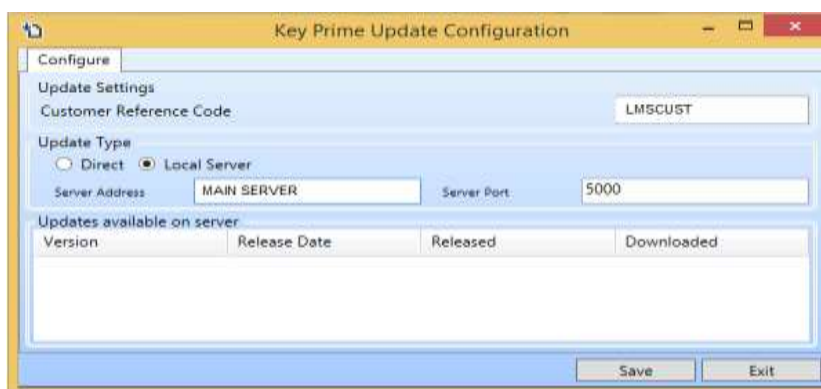 Key Prime Update Configuration
Configure
Update Settings
Customer Reference Code LMSCUST
Update Type
Direct Local Server
Server Address MAIN SERVER Server Port 5000
Updates available on server
Version Release Date Released Downloaded
Save Exit